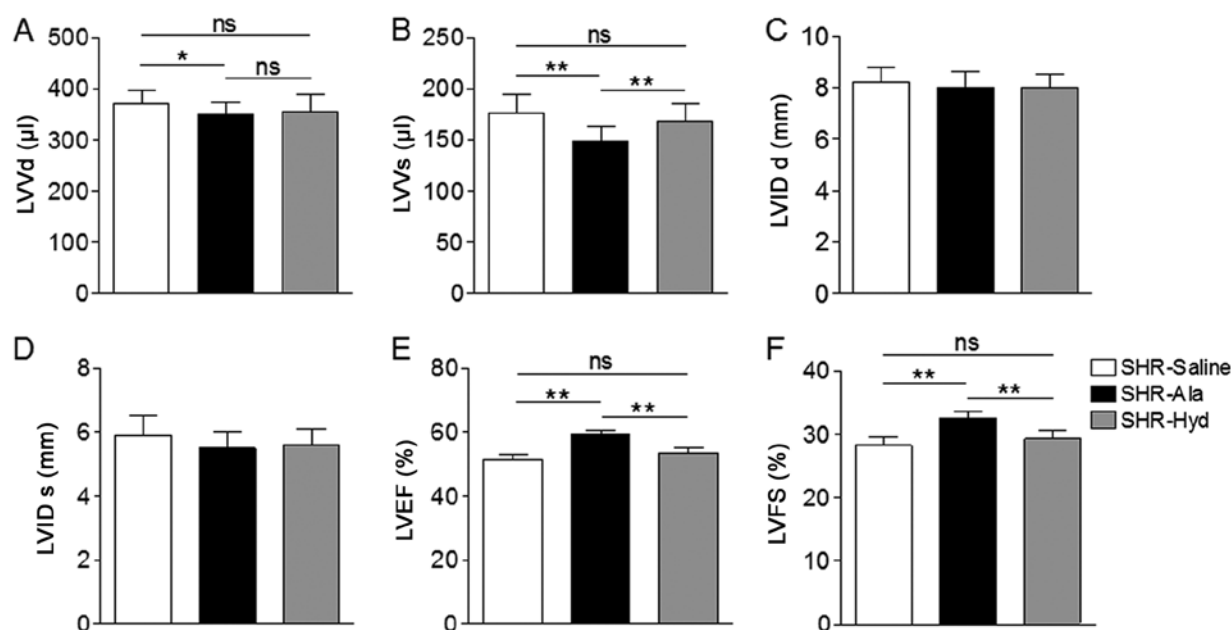 A
LVVd (µl)
500
400
300
200
100
0
ns
*
ns
B
LVVs (µl)
250
200
150
100
50
0
ns
**
**
C
LVID d (mm)
10
8
6
4
2
0
D
LVID s (mm)
8
6
4
2
0
E
LVEF (%)
80
60
40
20
0
ns
**
**
F
LVFS (%)
40
30
20
10
0
ns
**
**
SHR-Saline
SHR-Ala
SHR-Hyd